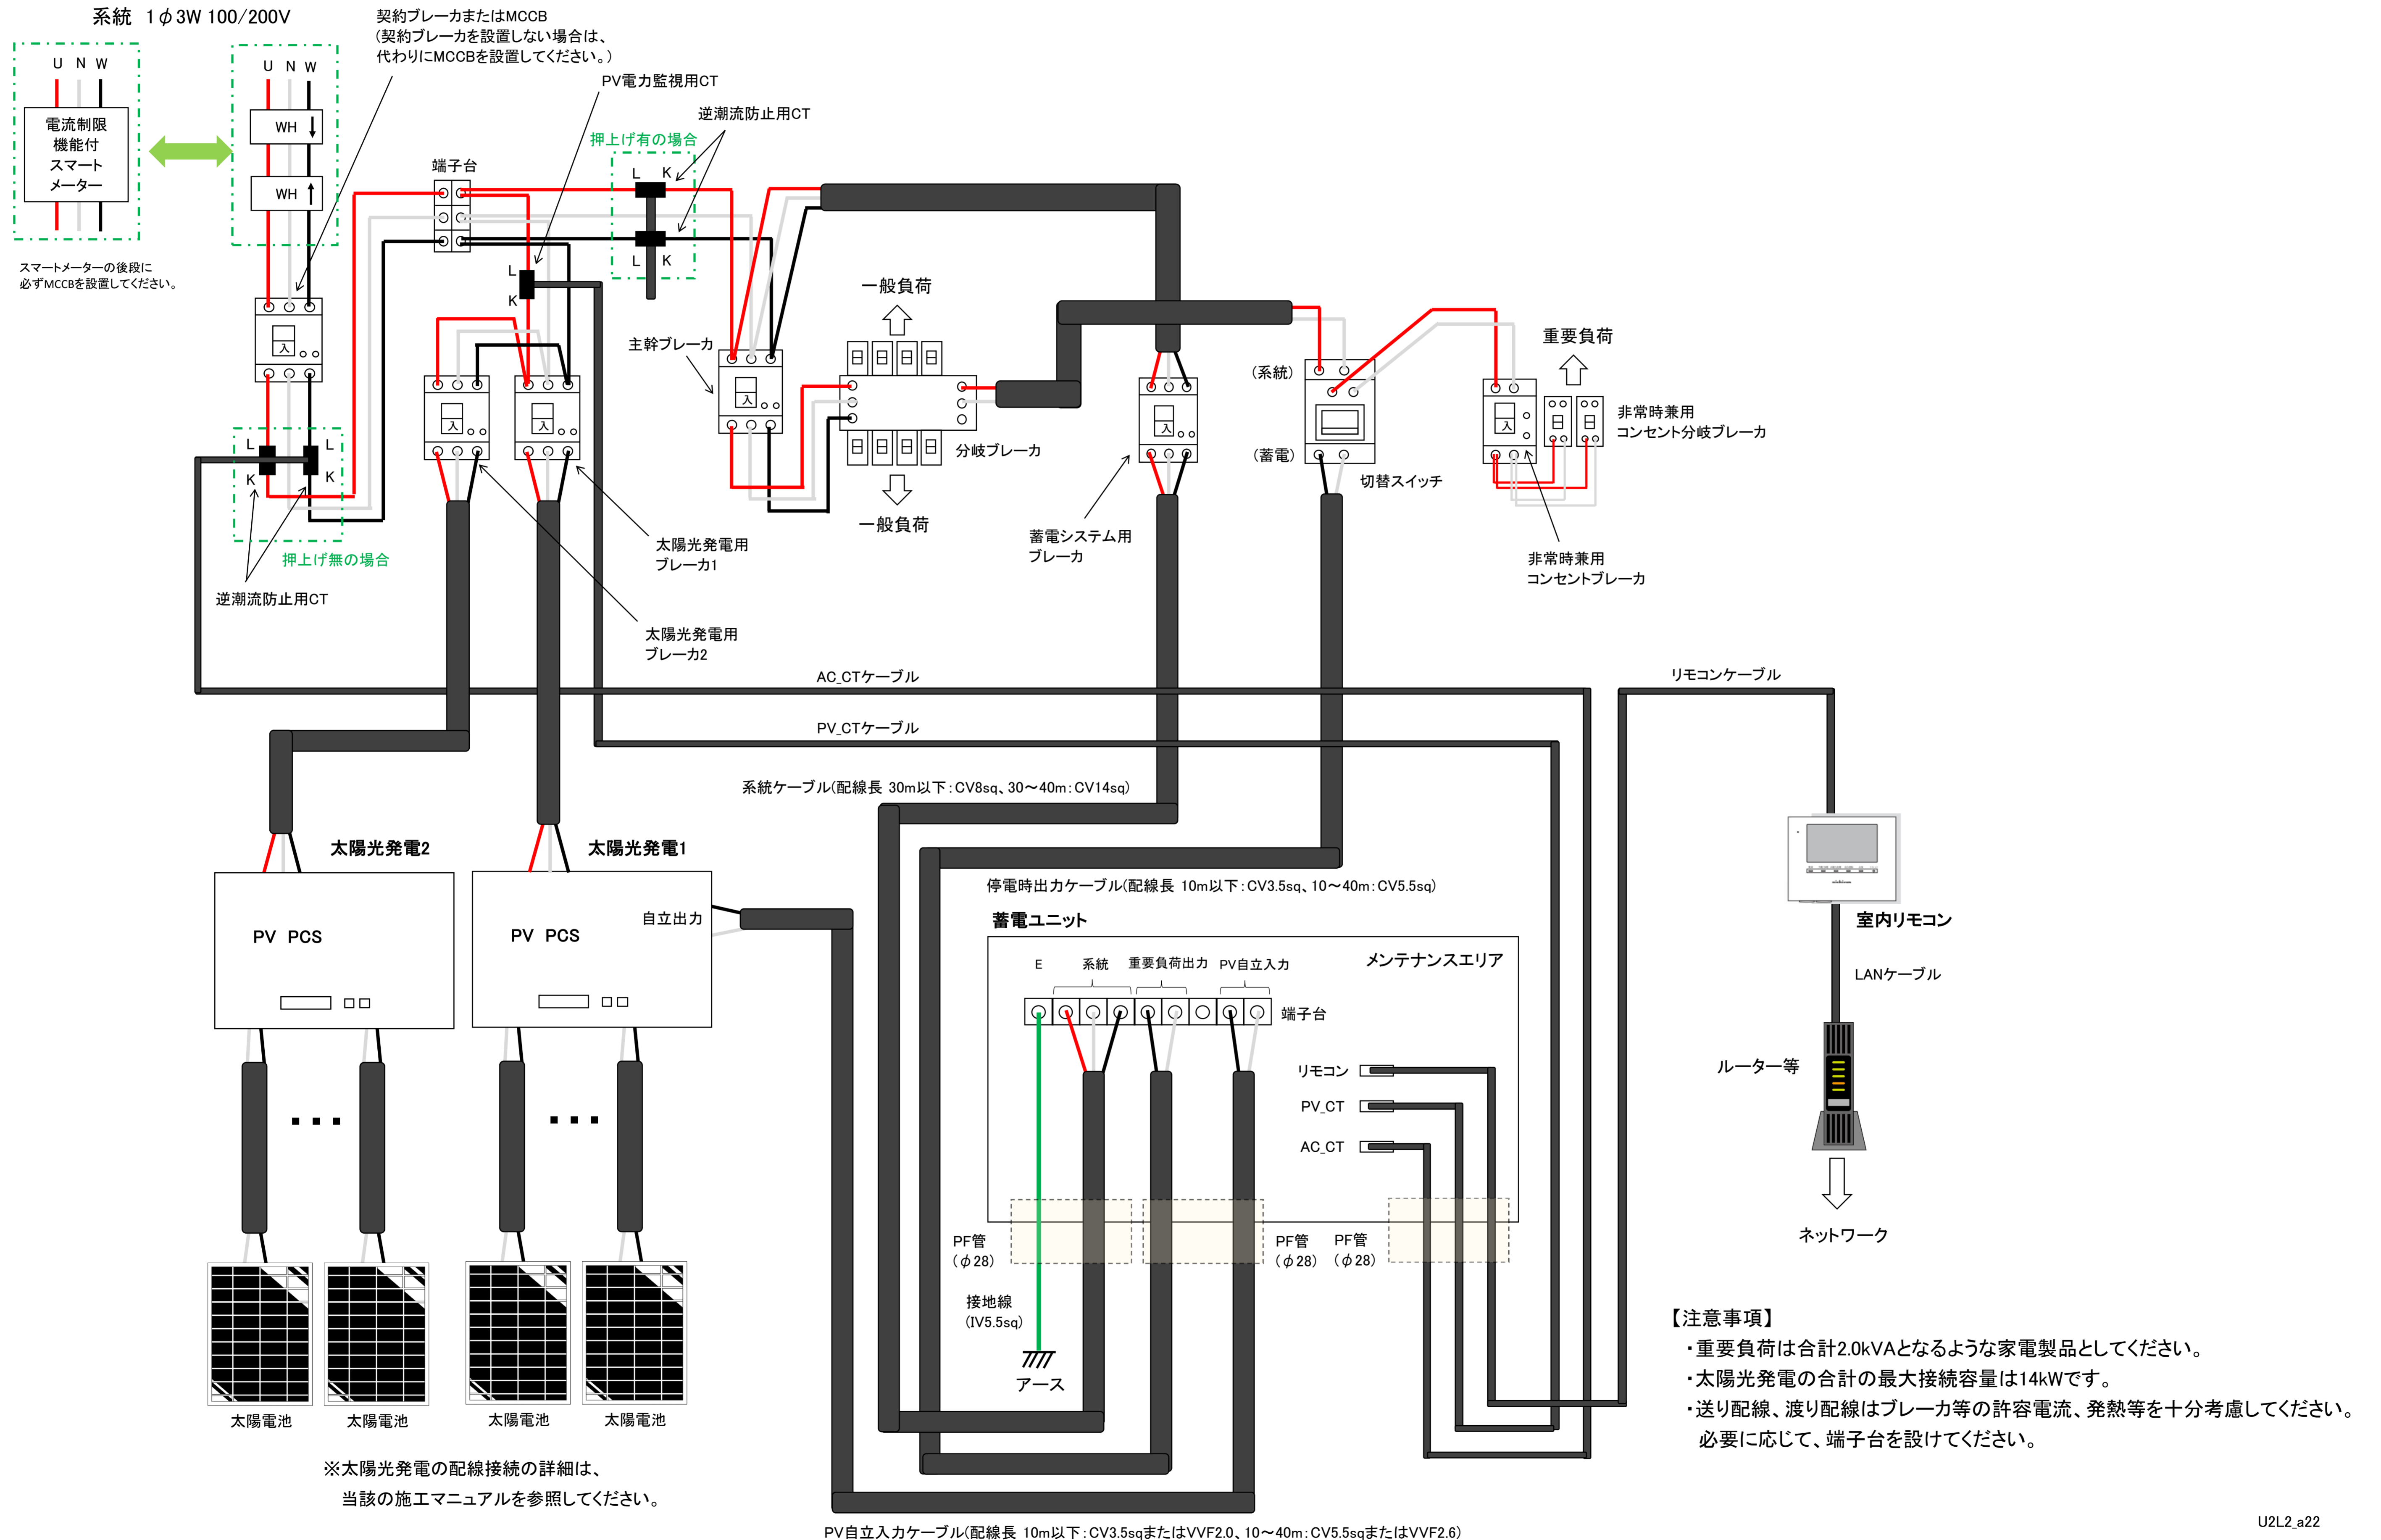 系統 1φ3W 100/200V
契約ブレーカまたはMCCB
(契約ブレーカを設置しない場合は、
代わりにMCCBを設置してください。)
U N W
U N W
電流制限
機能付
スマート
メーター
WH
WH
スマートメーターの後段に
必ずMCCBを設置してください。
PV電力監視用CT
逆潮流防止用CT
押上げ有の場合
端子台
L K
L K
L
K
入
L
K
L
K
押上げ無の場合
逆潮流防止用CT
入
入
主幹ブレーカ
入
一般負荷
分岐ブレーカ
一般負荷
太陽光発電用
ブレーカ1
太陽光発電用
ブレーカ2
入
蓄電システム用
ブレーカ
(系統)
(蓄電)
切替スイッチ
重要負荷
入
非常時兼用
コンセント分岐ブレーカ
非常時兼用
コンセントブレーカ
AC_CTケーブル
PV_CTケーブル
リモコンケーブル
系統ケーブル(配線長 30m以下:CV8sq、30~40m:CV14sq)
太陽光発電2
太陽光発電1
停電時出力ケーブル(配線長 10m以下:CV3.5sq、10~40m:CV5.5sq)
PV PCS
PV PCS
自立出力
蓄電ユニット
メンテナンスエリア
E
系統
重要負荷出力
PV自立入力
端子台
リモコン
PV_CT
AC_CT
室内リモコン
LANケーブル
ルーター等
ネットワーク
PF管
(φ28)
PF管
(φ28)
PF管
(φ28)
接地線
(IV5.5sq)
アース
太陽電池
太陽電池
太陽電池
太陽電池
※太陽光発電の配線接続の詳細は、
当該の施工マニュアルを参照してください。
【注意事項】
・重要負荷は合計2.0kVAとなるような家電製品としてください。
・太陽光発電の合計の最大接続容量は14kWです。
・送り配線、渡り配線はブレーカ等の許容電流、発熱等を十分考慮してください。
必要に応じて、端子台を設けてください。
PV自立入力ケーブル(配線長 10m以下:CV3.5sqまたはVVF2.0、10~40m:CV5.5sqまたはVVF2.6)
U2L2_a22